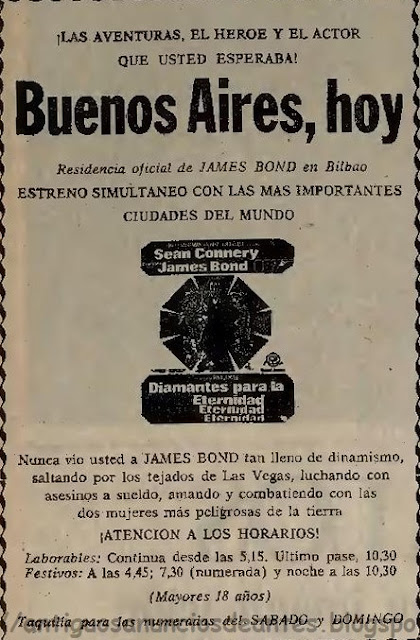 ¡LAS AVENTURAS, EL HEROE Y EL ACTOR
QUE USTED ESPERABA!
Buenos Aires, hoy
Residencia oficial de JAMES BOND en Bilbao
ESTRENO SIMULTANEO CON LAS MAS IMPORTANTES
CIUDADES DEL MUNDO
Sean Connery
James Bond 007
Diamantes para la
Eternidad
Eternidad
Eternidad
Nunca vio usted a JAMES BOND tan lleno de dinamismo,
saltando por los tejados de Las Vegas, luchando con
asesinos a sueldo, amando y combatiendo con las
dos mujeres más peligrosas de la tierra
¡ATENCION A LOS HORARIOS!
Laborables: Continua desde las 5,15. Ultimo pase, 10,30
Festivos: A las 4,45; 7,30 (numerada) y noche a las 10,30
(Mayores 18 años)
Taquilla para las numeradas del SABADO y DOMINGO